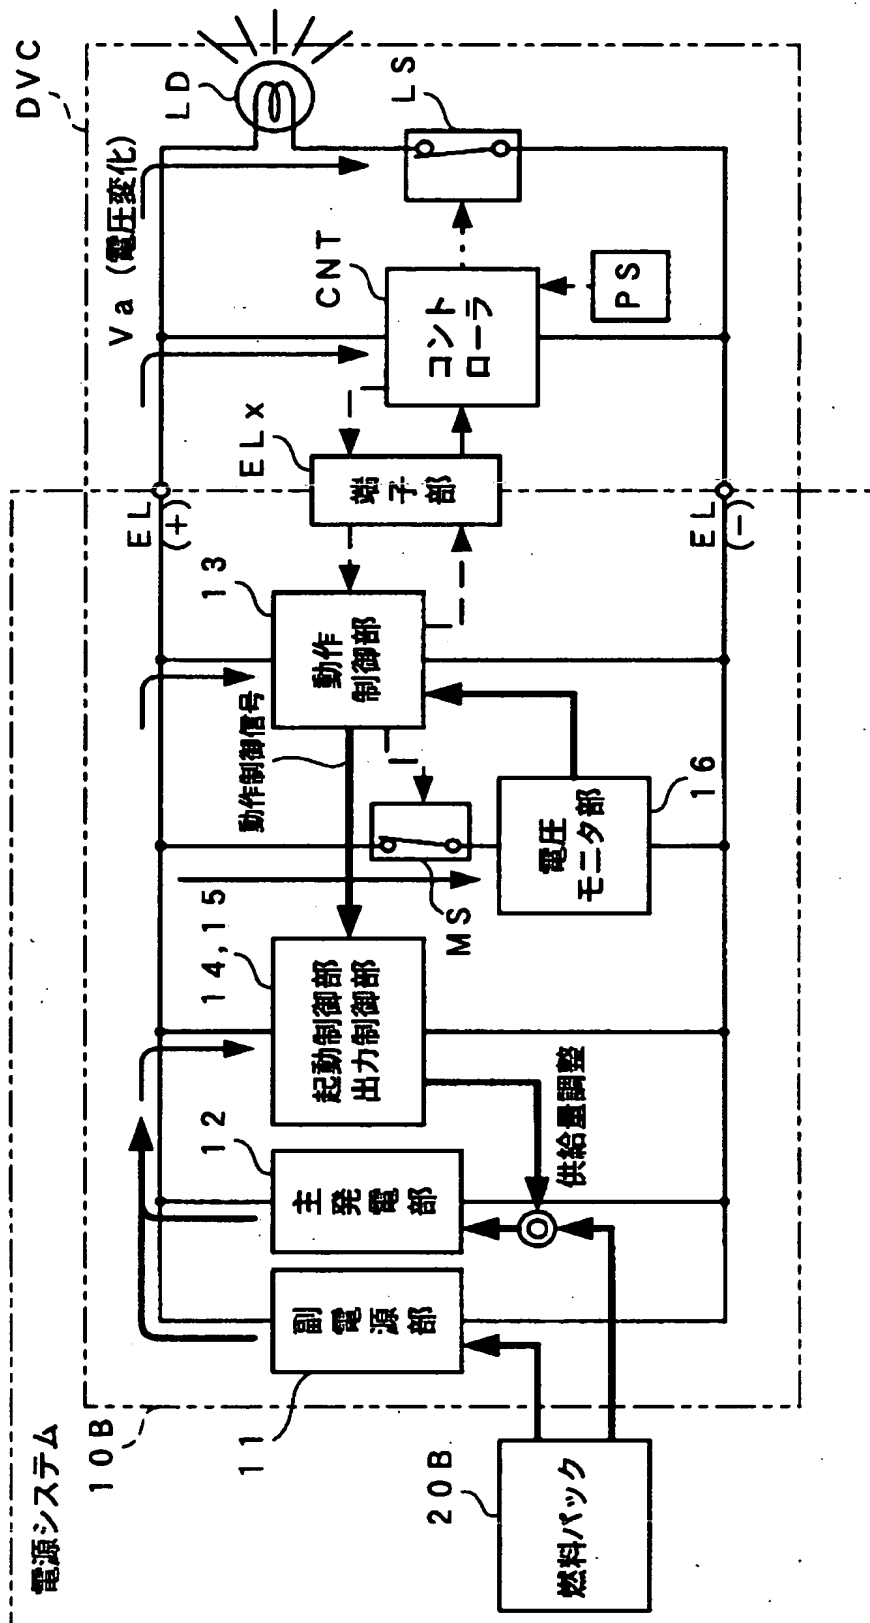 電源システム
10B
DVC
燃料パック
20B
副電源部
11
主発電部
12
供給量調整
起動制御部
出力制御部
14,15
動作制御信号
MS
電圧
モニタ部
16
動作
制御部
13
EL
(+)
EL
(−)
端子部
ELx
コント
ローラ
CNT
PS
Va (電圧変化)
LD
LS